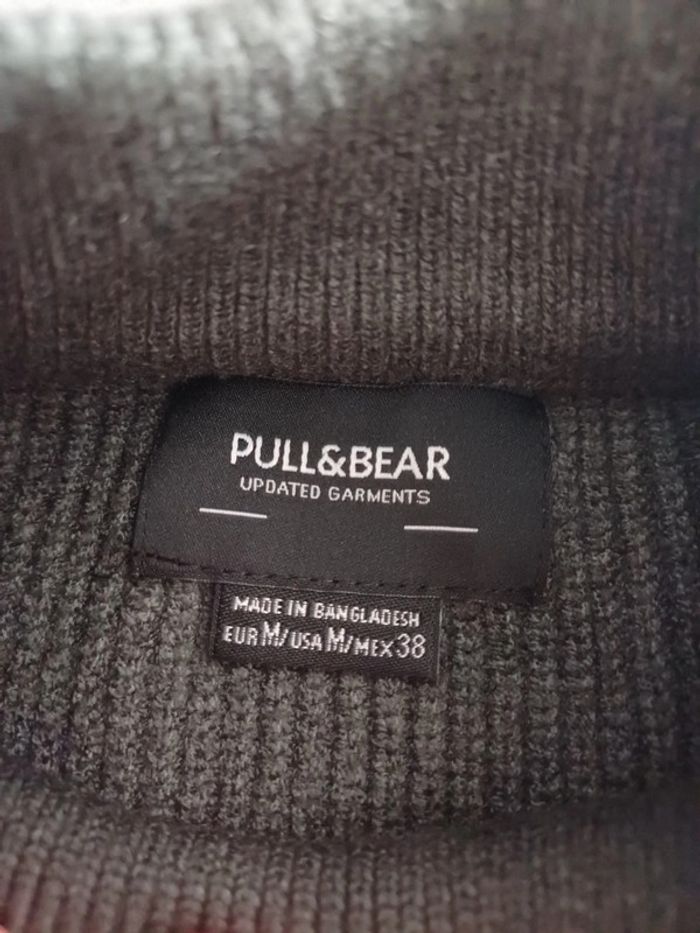 PULL&BEAR
UPDATED GARMENTS
MADE IN BANGLADESH
EUR M/USA M/MEX 38